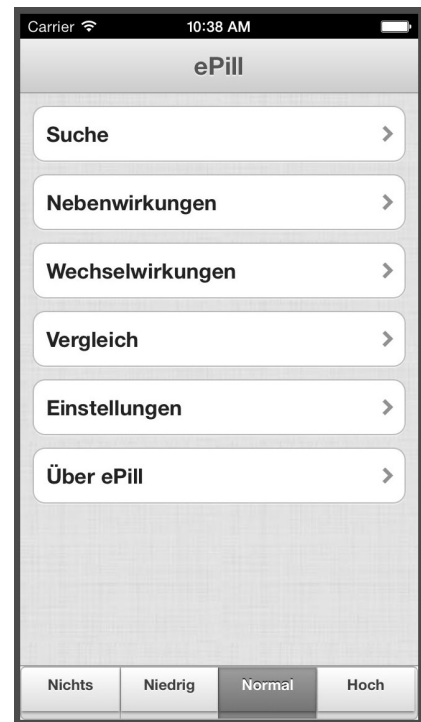 Carrier 10:38 AM
ePill
Suche
Nebenwirkungen
Wechselwirkungen
Vergleich
Einstellungen
Über ePill
Nichts Niedrig Normal Hoch